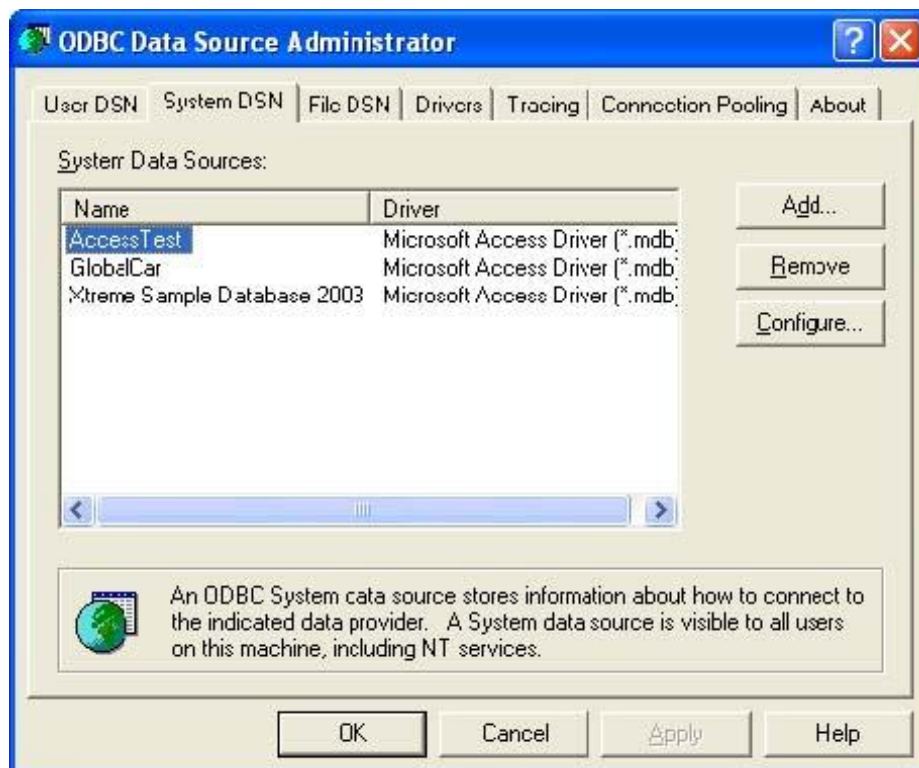 ODBC Data Source Administrator
User DSN System DSN File DSN Drivers Tracing Connection Pooling About
System Data Sources:
Name Driver
AccessTest Microsoft Access Driver (*.mdb)
GlobalCar Microsoft Access Driver (*.mdb)
Xtreme Sample Database 2003 Microsoft Access Driver (*.mdb)
Add...
Remove
Configure...
An ODBC System data source stores information about how to connect to
the indicated data provider. A System data source is visible to all users
on this machine, including NT services.
OK Cancel Apply Help